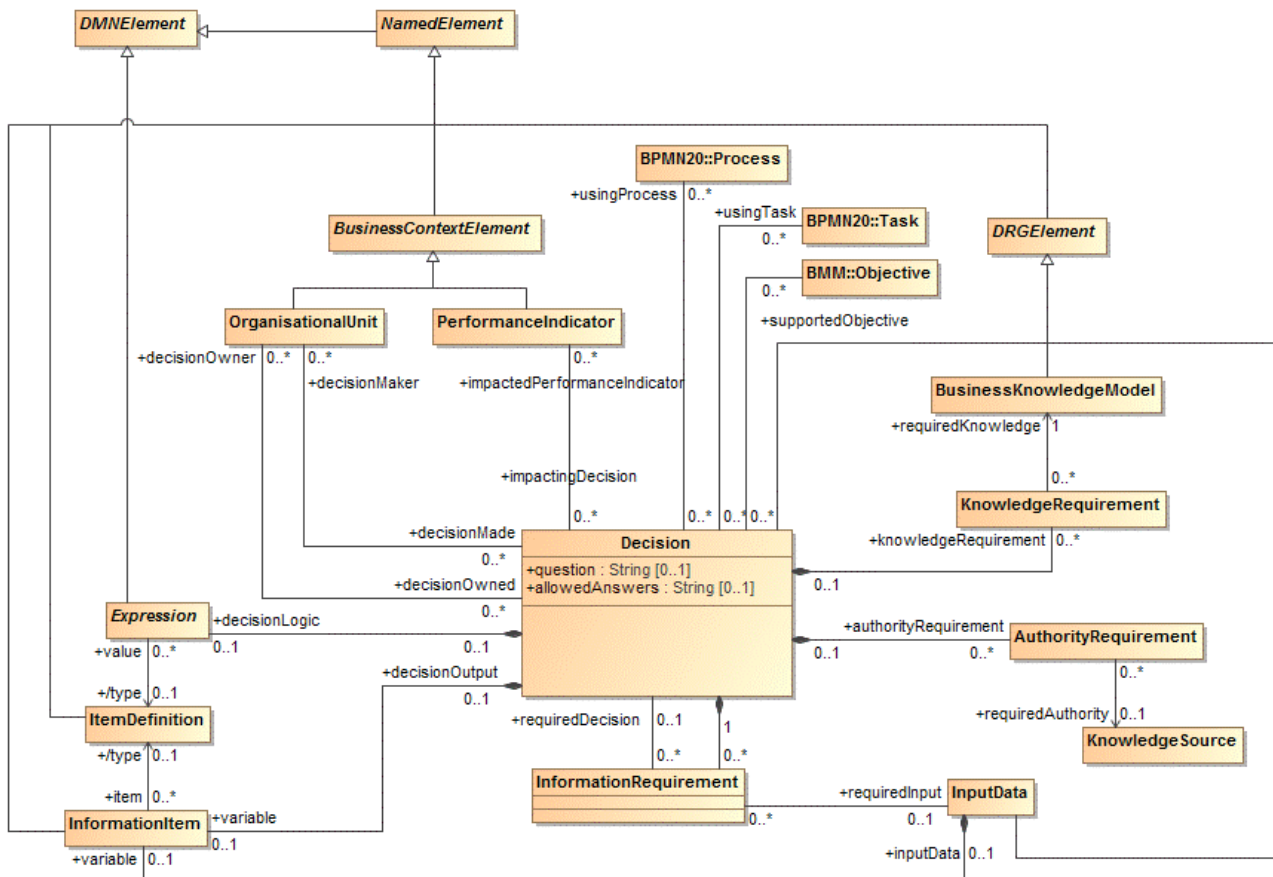 DMNElement
NamedElement
BPMN20::Process
+usingProcess 0..*
+usingTask
BPMN20::Task
0..*
BusinessContextElement
DRGElement
BMM::Objective
0..*
+supportedObjective
OrganisationalUnit
PerformanceIndicator
+decisionOwner 0..* 0..*
0..*
+decisionMaker
+impactedPerformanceIndicator
BusinessKnowledgeModel
+requiredKnowledge 1
+impactingDecision
0..*
KnowledgeRequirement
0..* 0..* 0..* 0..*
+decisionMade
0..*
Decision
+knowledgeRequirement 0..*
+question : String [0..1]
+allowedAnswers : String [0..1]
0..1
+decisionOwned
0..*
Expression
+decisionLogic
0..1 0..1
+authorityRequirement
AuthorityRequirement
0..1 0..*
+value 0..*
+decisionOutput
0..1
0..*
+/type 0..1
ItemDefinition
+requiredDecision 0..1
1
+requiredAuthority 0..1
KnowledgeSource
+/type 0..1
0..* 0..*
InformationRequirement
+requiredInput
InputData
+item 0..*
0..* 0..1
InformationItem
+variable
0..1
+variable 0..1
+inputData 0..1